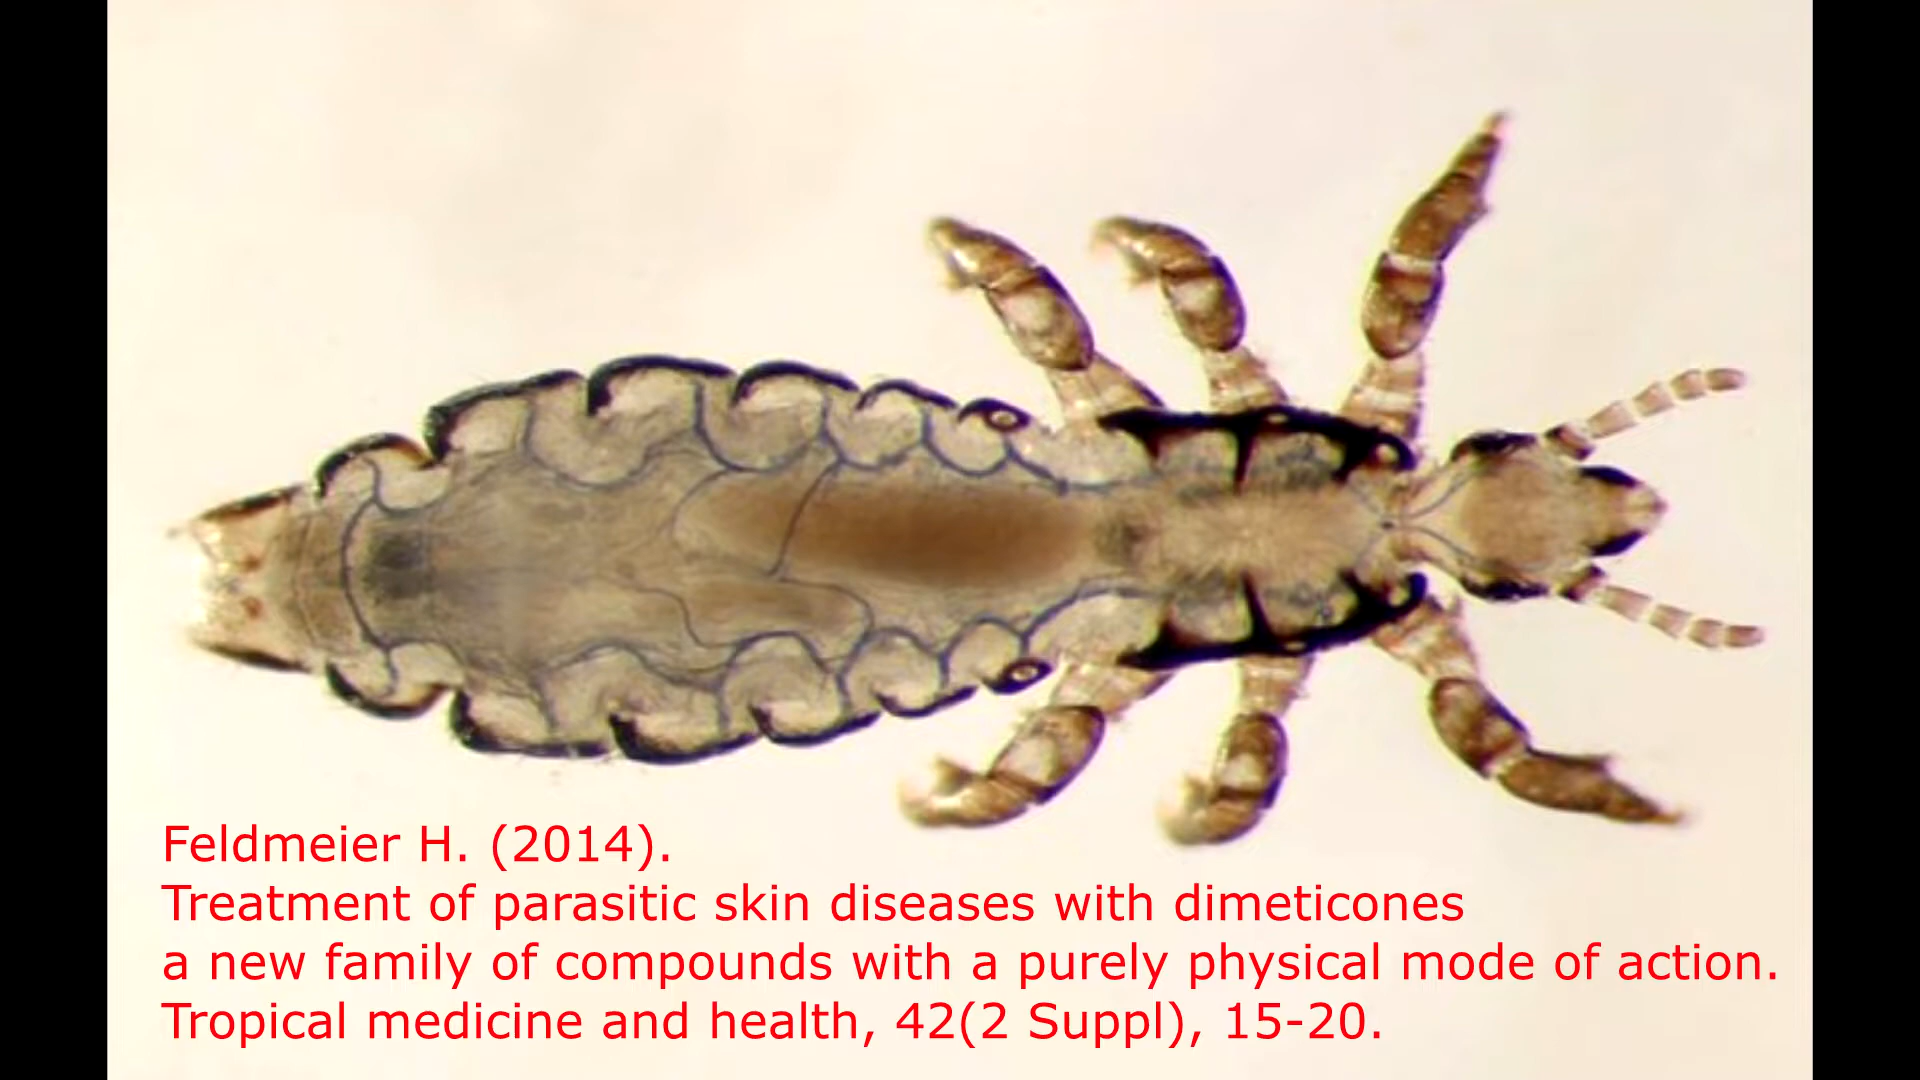 Feldmeier H. (2014).
Treatment of parasitic skin diseases with dimeticones
a new family of compounds with a purely physical mode of action.
Tropical medicine and health, 42(2 Suppl), 15-20.